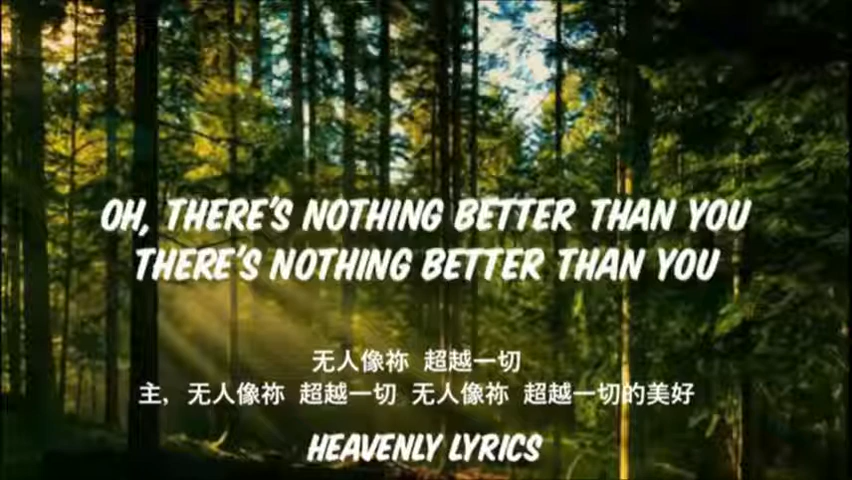 OH, THERE'S NOTHING BETTER THAN YOU
THERE'S NOTHING BETTER THAN YOU
无人像祢 超越一切
主，无人像祢 超越一切 无人像祢 超越一切的美好
HEAVENLY LYRICS